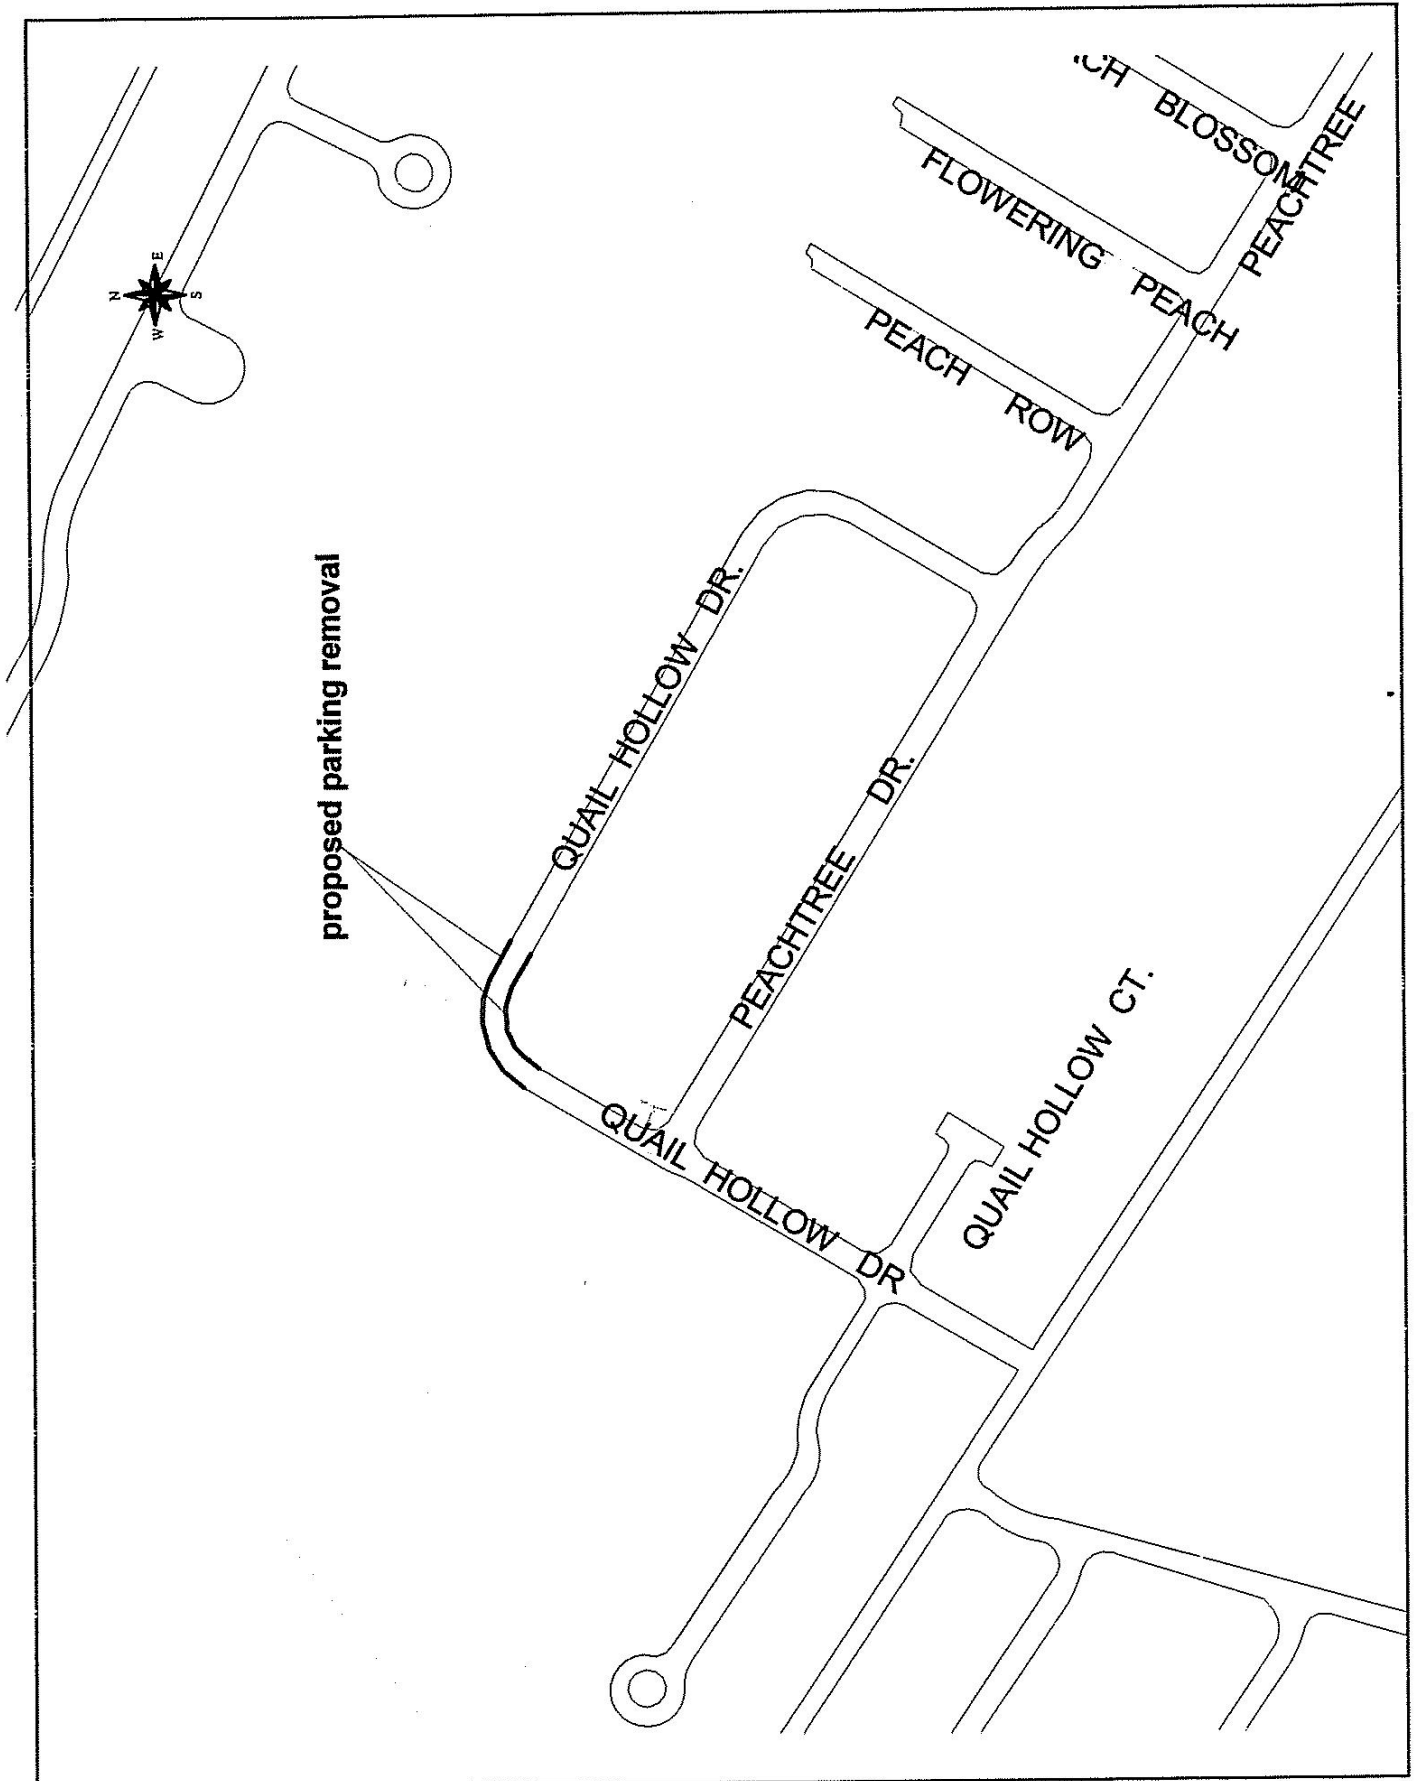 proposed parking removal
N
E
S
W
QUAIL HOLLOW DR.
PEACHTREE DR.
QUAIL HOLLOW DR
QUAIL HOLLOW CT.
PEACH ROW
FLOWERING PEACH
BLOSSOM
PEACHTREE